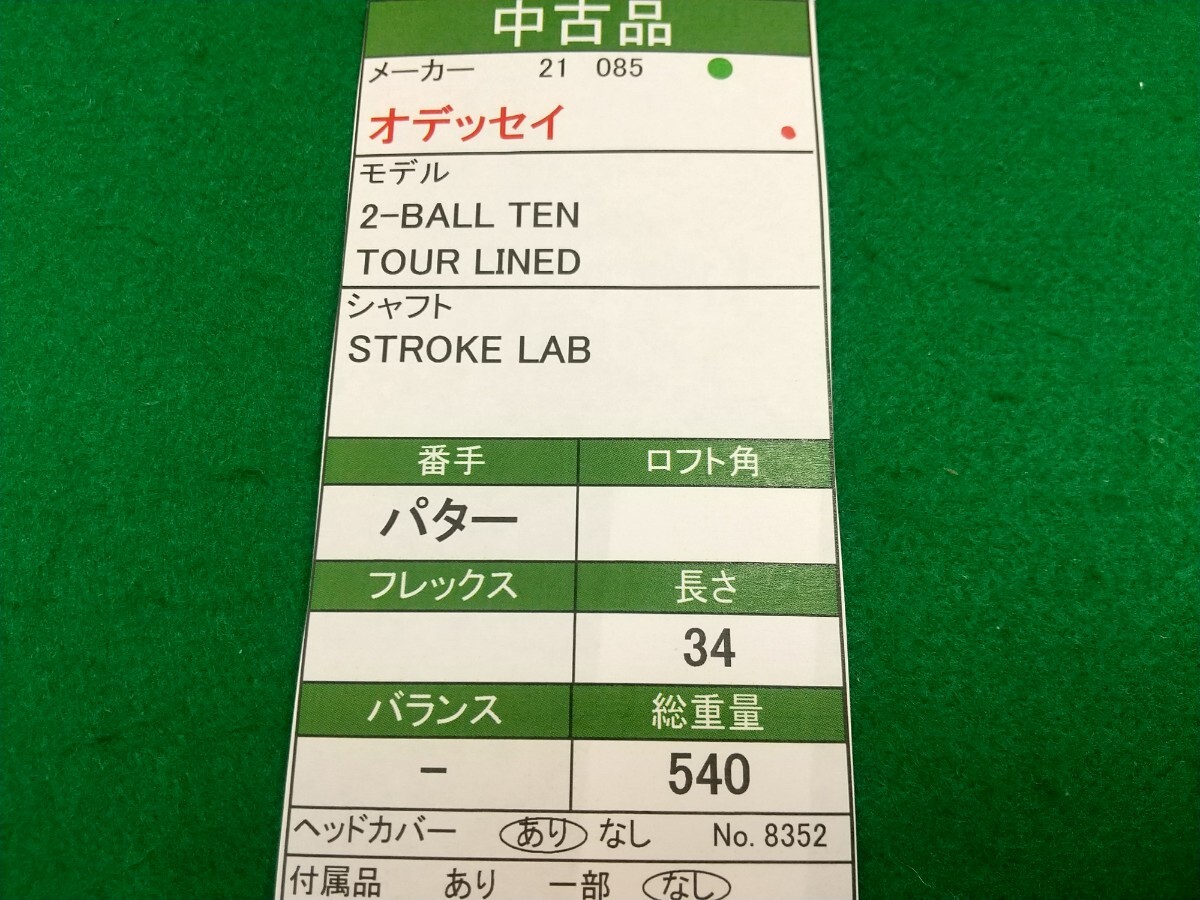 中古品
メーカー 21 085
オデッセイ
モデル
2-BALL TEN
TOUR LINED
シャフト
STROKE LAB
番手 ロフト角
パター
フレックス 長さ
34
バランス 総重量
- 540
ヘッドカバー あり なし No. 8352
付属品 あり 一部 なし